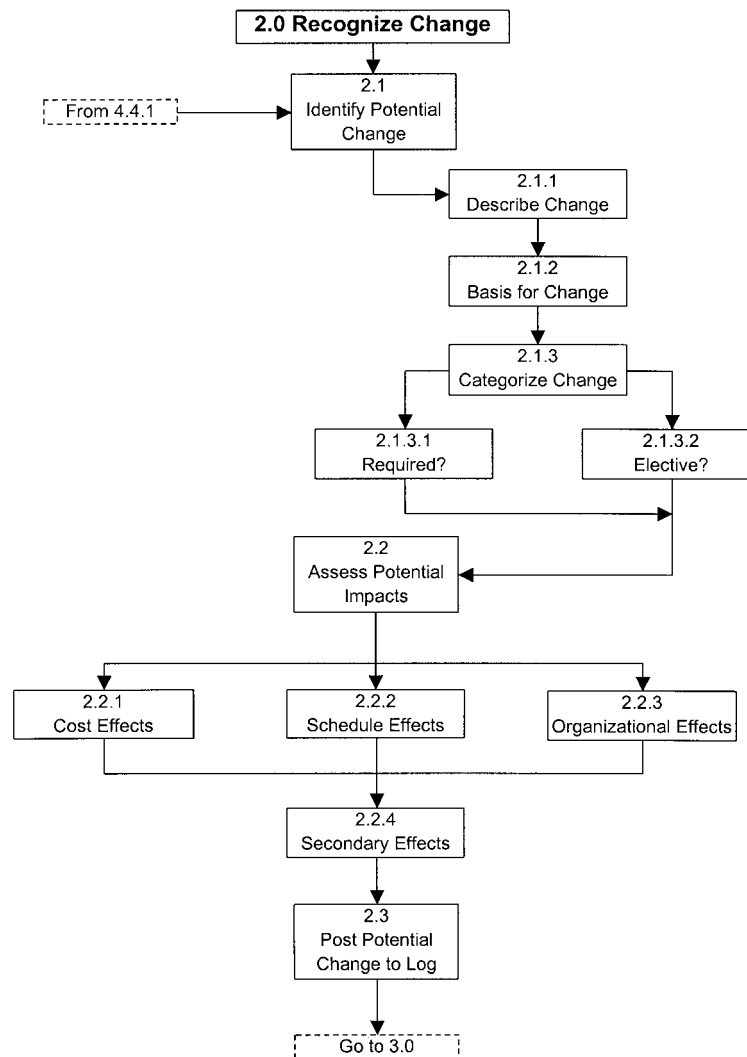 2.0 Recognize Change
2.1
Identify Potential
Change
From 4.4.1
2.1.1
Describe Change
2.1.2
Basis for Change
2.1.3
Categorize Change
2.1.3.1
Required?
2.1.3.2
Elective?
2.2
Assess Potential
Impacts
2.2.1
Cost Effects
2.2.2
Schedule Effects
2.2.3
Organizational Effects
2.2.4
Secondary Effects
2.3
Post Potential
Change to Log
Go to 3.0